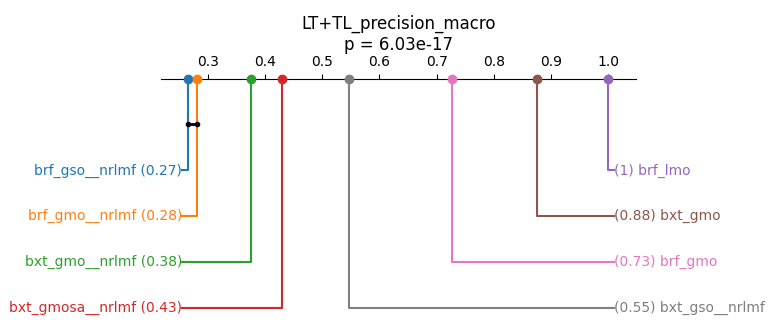 LT+TL_precision_macro
p = 6.03e-17
0.3 0.4 0.5 0.6 0.7 0.8 0.9 1.0
brf_gso__nrlmf (0.27) (1) brf_lmo
brf_gmo__nrlmf (0.28) (0.88) bxt_gmo
bxt_gmo__nrlmf (0.38) (0.73) brf_gmo
bxt_gmosa__nrlmf (0.43) (0.55) bxt_gso__nrlmf